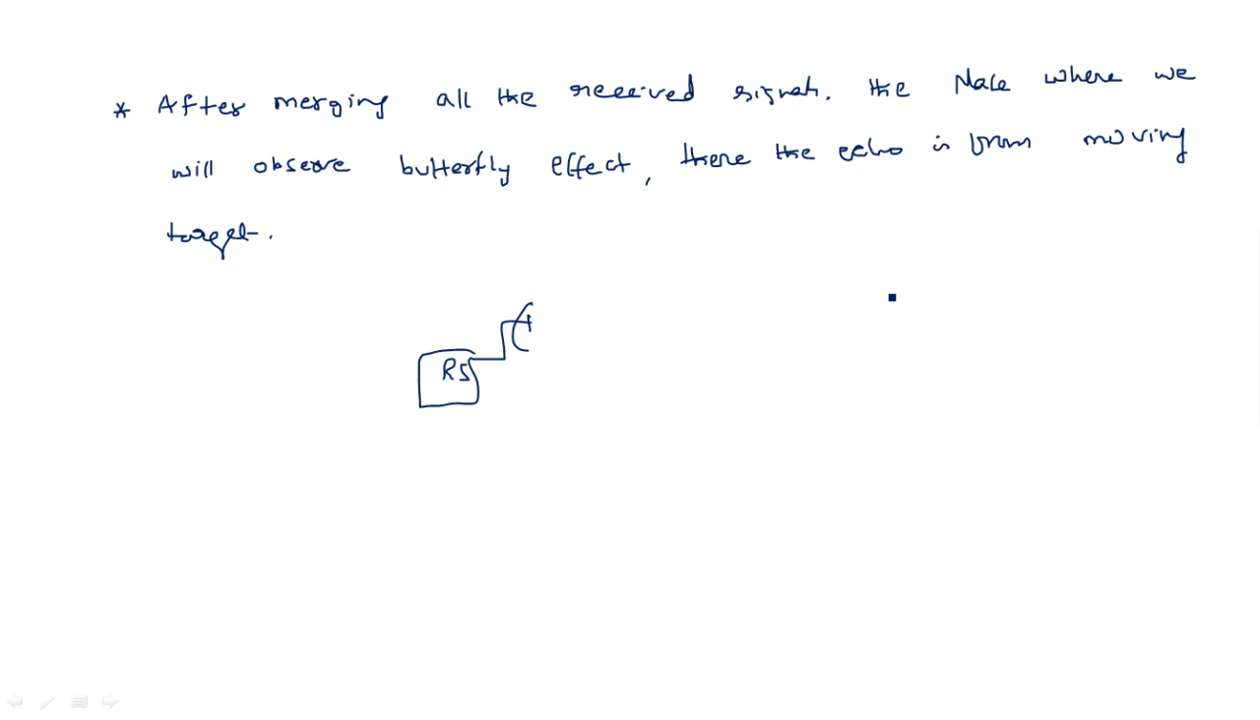 * After merging all the received signals. the place where we
will observe butterfly effect, there the echo is from moving
target.
RS